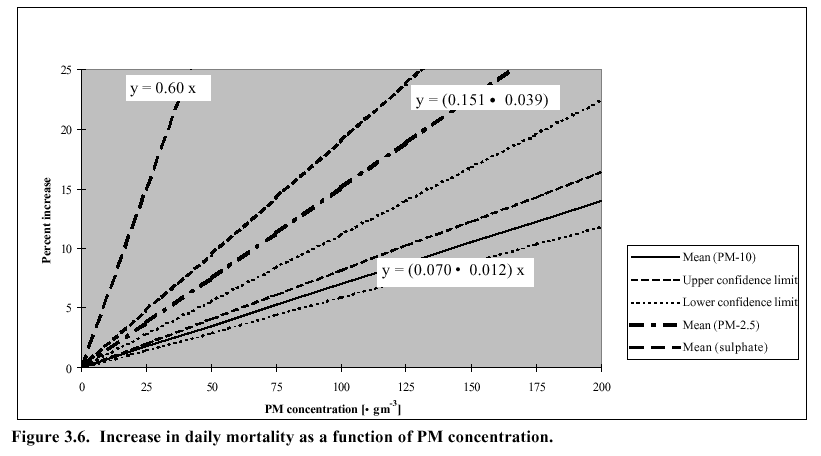 25
20
15
10
5
0
Percent increase
y = 0.60 x
y = (0.151 • 0.039)
y = (0.070 • 0.012) x
0 25 50 75 100 125 150 175 200
PM concentration [• gm-3]
Mean (PM-10)
Upper confidence limit
Lower confidence limit
Mean (PM-2.5)
Mean (sulphate)
Figure 3.6. Increase in daily mortality as a function of PM concentration.